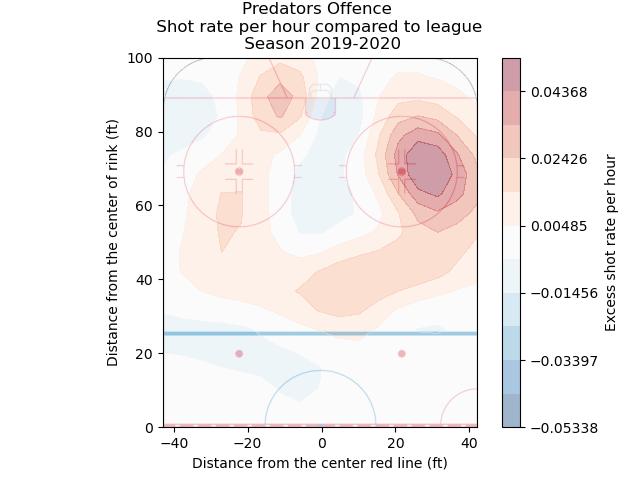 Predators Offence
Shot rate per hour compared to league
Season 2019-2020
100
80
60
40
20
0
Distance from the center of rink (ft)
−40
−20
0
20
40
Distance from the center red line (ft)
0.04368
0.02426
0.00485
−0.01456
−0.03397
−0.05338
Excess shot rate per hour